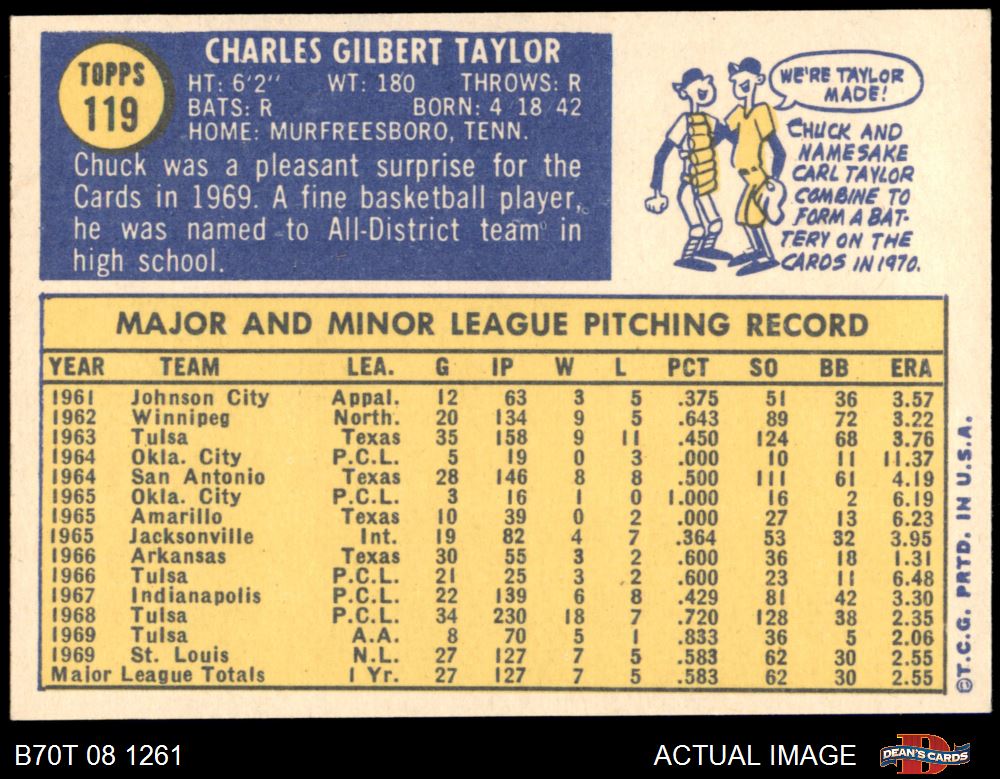 TOPPS
119
CHARLES GILBERT TAYLOR
HT: 6'2" WT: 180 THROWS: R
BATS: R BORN: 4 18 42
HOME: MURFREESBORO, TENN.
Chuck was a pleasant surprise for the
Cards in 1969. A fine basketball player,
he was named to All-District team in
high school.
WE'RE TAYLOR
MADE!
CHUCK AND
NAMESAKE
CARL TAYLOR
COMBINE TO
FORM A BAT-
TERY ON THE
CARDS IN 1970.
MAJOR AND MINOR LEAGUE PITCHING RECORD
YEAR TEAM LEA. G IP W L PCT SO BB ERA
1961 Johnson City Appal. 12 63 3 5 .375 51 36 3.57
1962 Winnipeg North. 20 134 9 5 .643 89 72 3.22
1963 Tulsa Texas 35 158 9 11 .450 124 68 3.76
1964 Okla. City P.C.L. 5 19 0 3 .000 10 11 11.37
1964 San Antonio Texas 28 146 8 8 .500 111 61 4.19
1965 Okla. City P.C.L. 3 16 1 0 1.000 16 2 6.19
1965 Amarillo Texas 10 39 0 2 .000 27 13 6.23
1965 Jacksonville Int. 19 82 4 7 .364 53 32 3.95
1966 Arkansas Texas 30 55 3 2 .600 36 18 1.31
1966 Tulsa P.C.L. 21 25 3 2 .600 23 11 6.48
1967 Indianapolis P.C.L. 22 139 6 8 .429 81 42 3.30
1968 Tulsa P.C.L. 34 230 18 7 .720 128 38 2.35
1969 Tulsa A.A. 8 70 5 1 .833 36 5 2.06
1969 St. Louis N.L. 27 127 7 5 .583 62 30 2.55
Major League Totals 1 Yr. 27 127 7 5 .583 62 30 2.55
©T.C.G. PRTD. IN U.S.A.
B70T 08 1261
ACTUAL IMAGE
DEAN'S CARDS